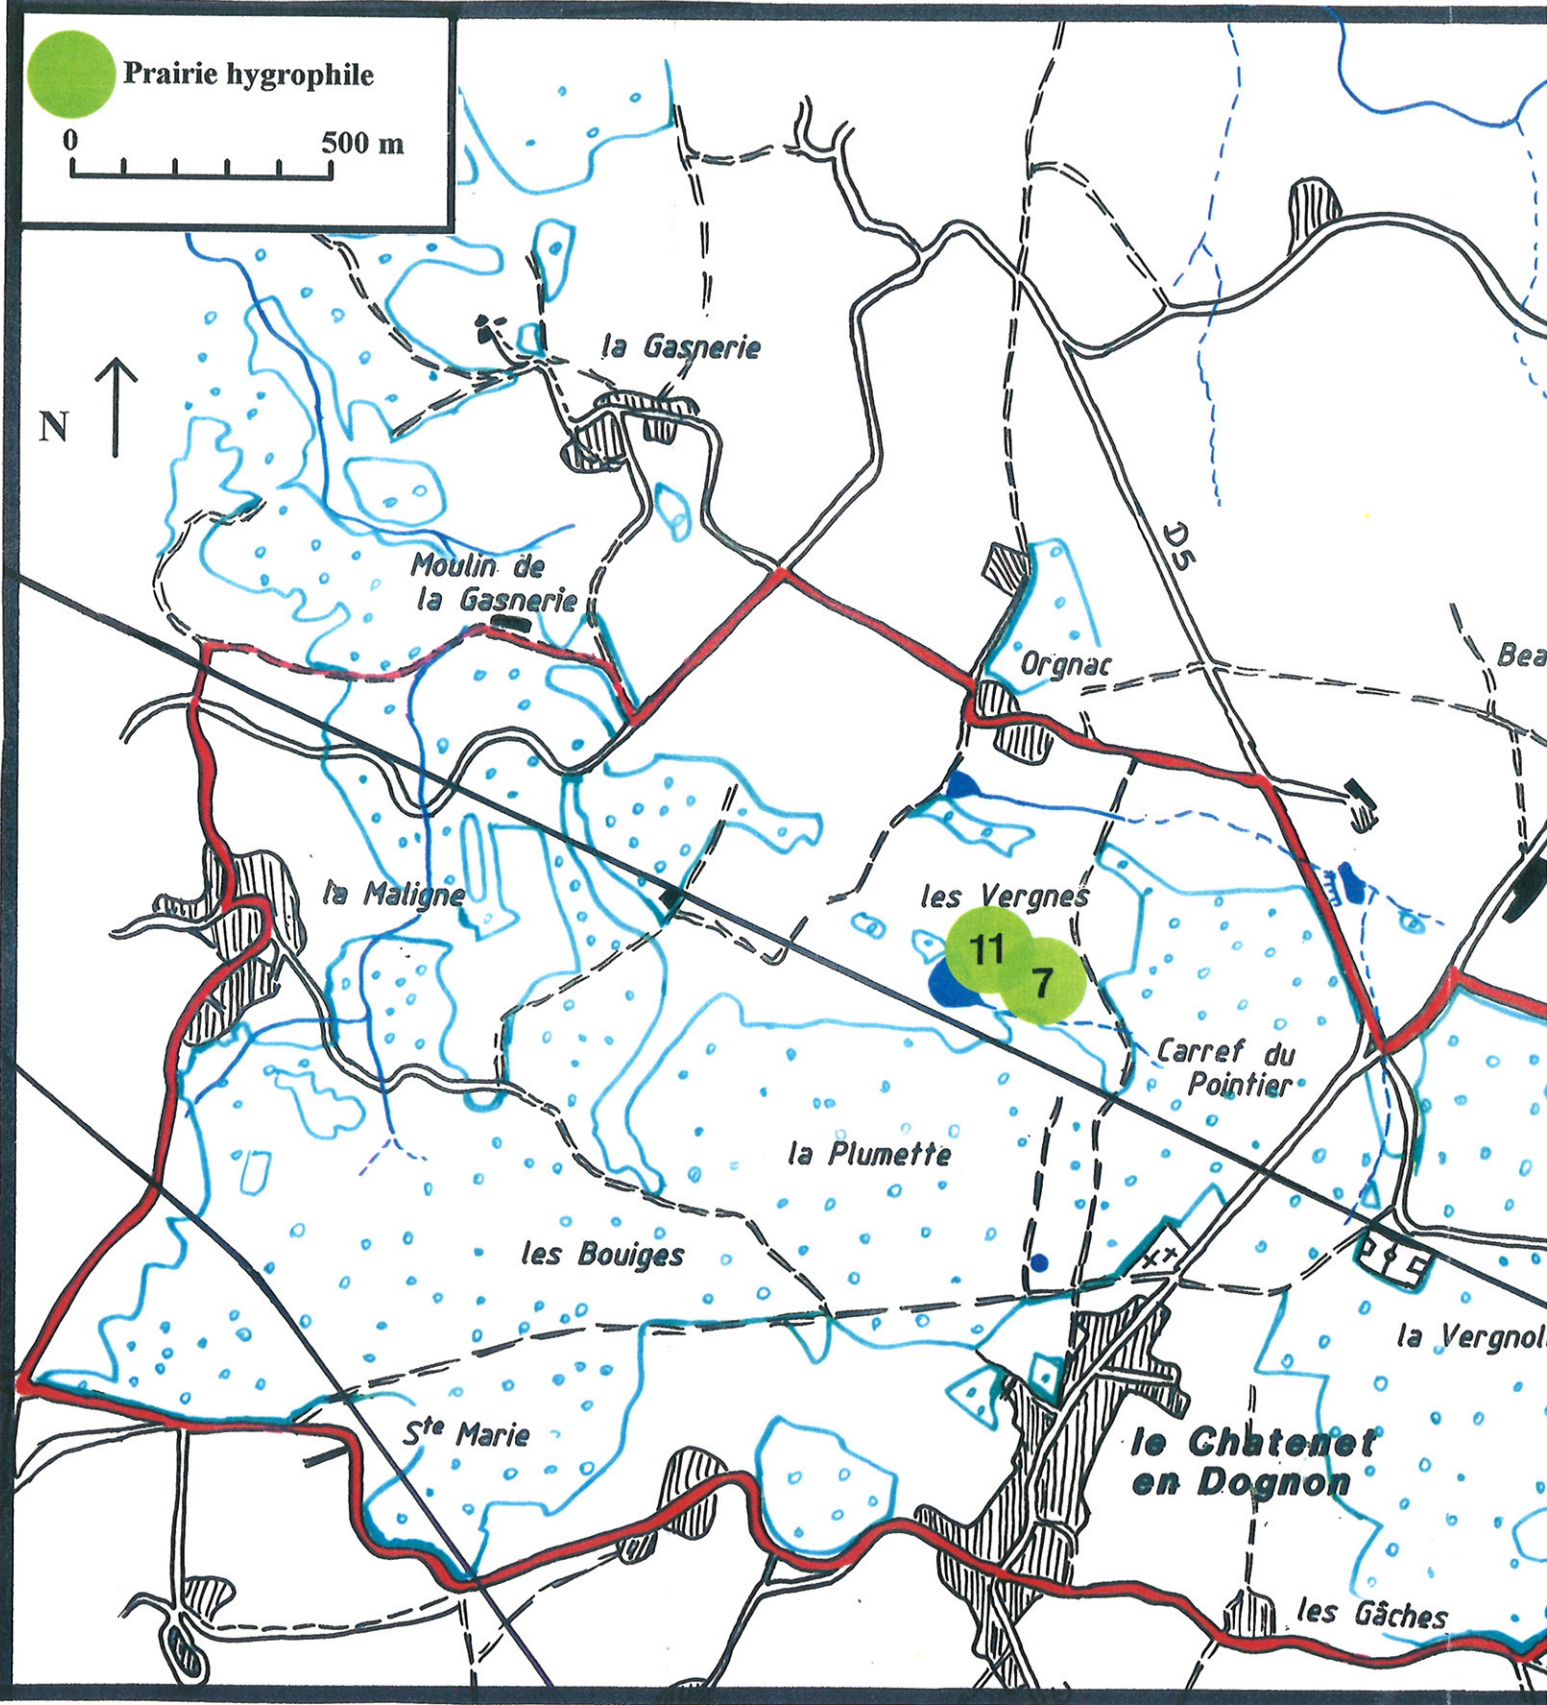 Prairie hygrophile
0 500 m
N
la Gasnerie
D5
Moulin de
la Gasnerie
Orgnac
Bea
la Maligne
les Vergnes
11
7
Carref du
Pointier
la Plumette
les Bouiges
la Vergnol
Ste Marie
le Chatenet
en Dognon
les Gâches